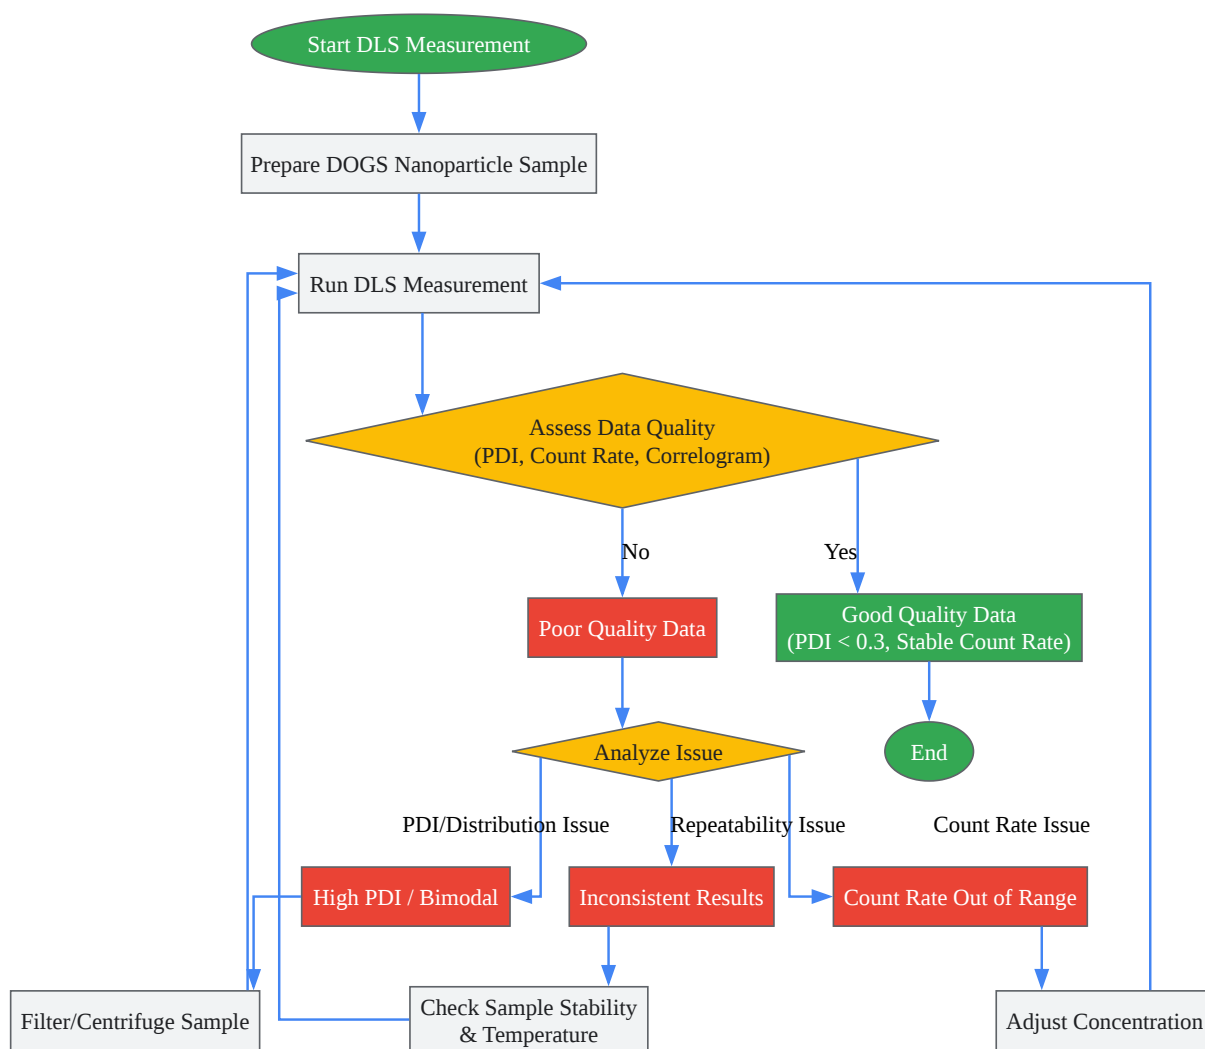 Start DLS Measurement
Prepare DOGS Nanoparticle Sample
Run DLS Measurement
Assess Data Quality
(PDI, Count Rate, Correlogram)
No
Yes
Poor Quality Data
Good Quality Data
(PDI < 0.3, Stable Count Rate)
Analyze Issue
End
PDI/Distribution Issue
Repeatability Issue
Count Rate Issue
High PDI / Bimodal
Inconsistent Results
Count Rate Out of Range
Filter/Centrifuge Sample
Check Sample Stability
& Temperature
Adjust Concentration